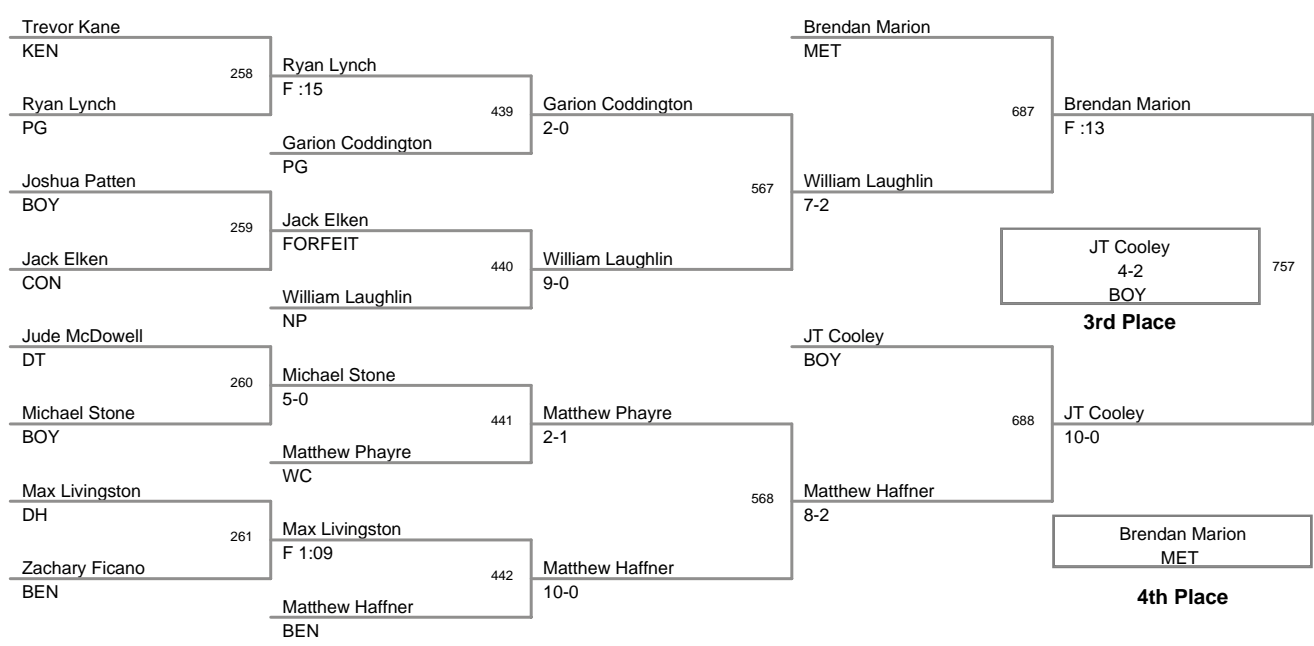 Trevor Kane
KEN
258
Ryan Lynch
PG
Ryan Lynch
F :15
439
Garion Coddington
PG
Joshua Patten
BOY
259
Jack Elken
CON
Jack Elken
FORFEIT
440
William Laughlin
NP
Jude McDowell
DT
260
Michael Stone
BOY
Michael Stone
5-0
441
Matthew Phayre
WC
Max Livingston
DH
261
Zachary Ficano
BEN
Max Livingston
F 1:09
442
Matthew Haffner
BEN
Garion Coddington
2-0
567
William Laughlin
9-0
Matthew Phayre
2-1
568
Matthew Haffner
10-0
Brendan Marion
MET
687
William Laughlin
7-2
JT Cooley
BOY
688
Matthew Haffner
8-2
Brendan Marion
F :13
757
JT Cooley
10-0
JT Cooley
4-2
BOY
3rd Place
Brendan Marion
MET
4th Place